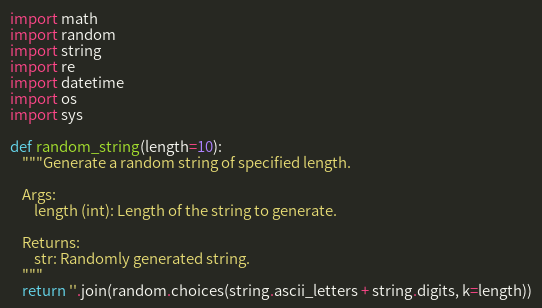 import math
import random
import string
import re
import datetime
import os
import sys

def random_string(length=10):
    """Generate a random string of specified length.

    Args:
        length (int): Length of the string to generate.

    Returns:
        str: Randomly generated string.
    """
    return ''.join(random.choices(string.ascii_letters + string.digits, k=length))